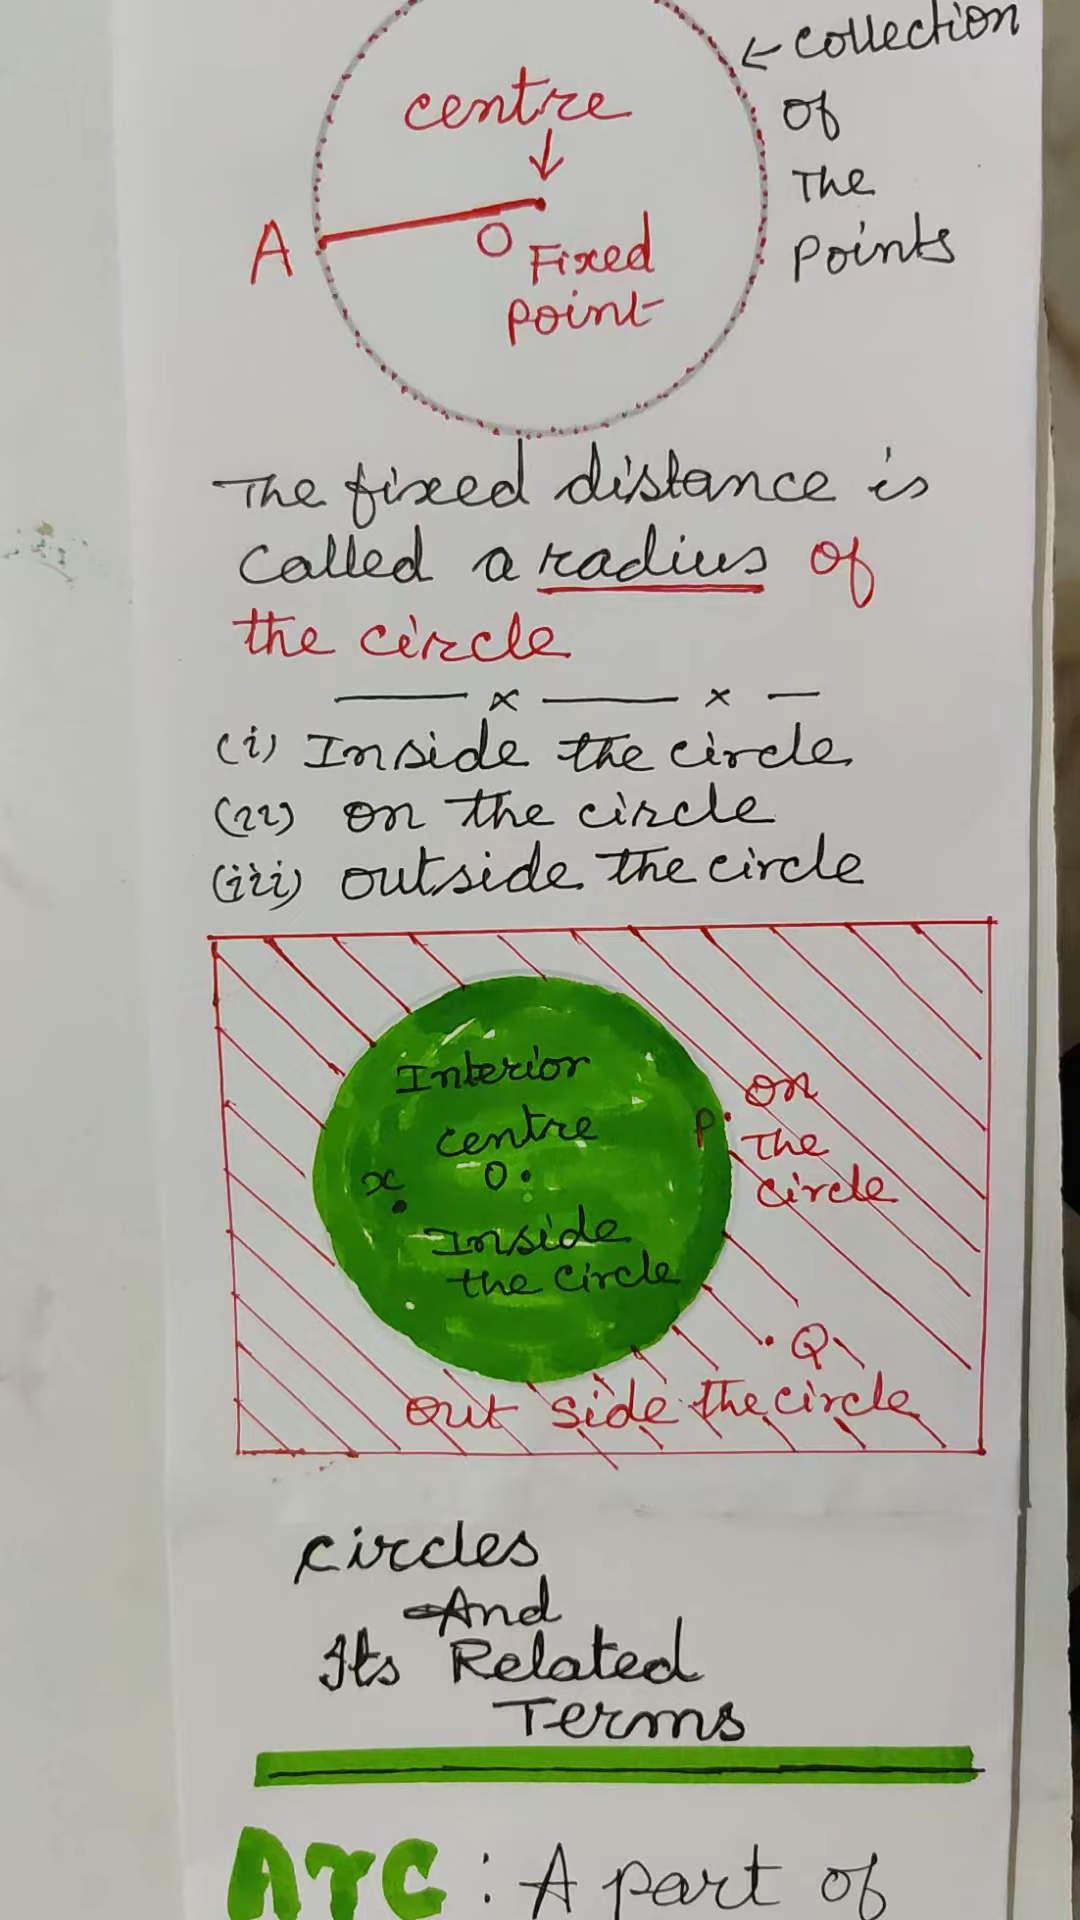 ← collection
of
The
points
centre
↓
A
O Fixed
point
The fixed distance is
called a radius of
the circle
— x — x —
(i) Inside the circle
(ii) on the circle
(iii) outside the circle
Interior
centre
x O
Inside
the circle
P on
The
circle
Q
out side the circle
circles
And
Its Related
Terms
Arc : A part of